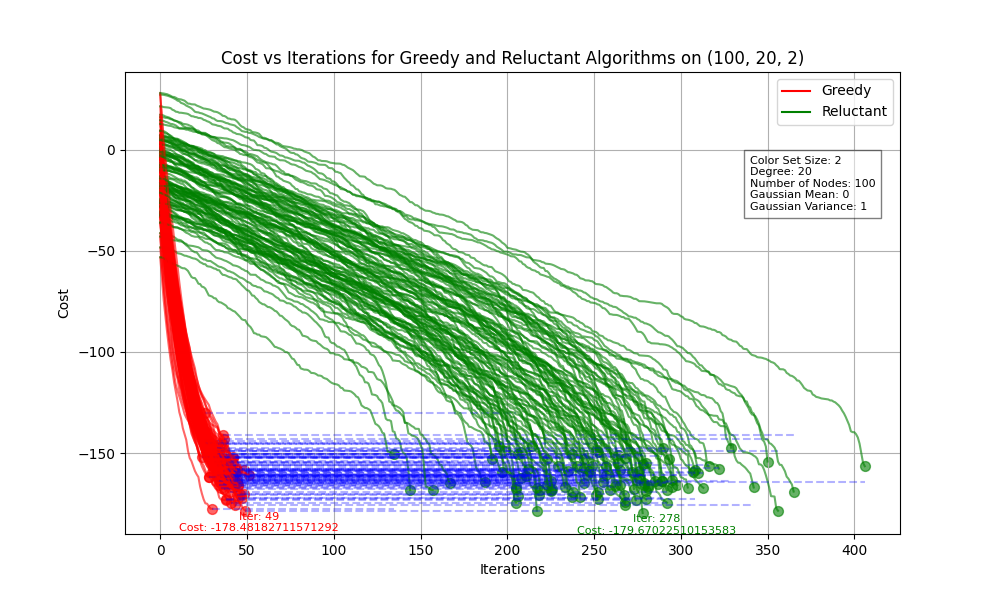 Cost vs Iterations for Greedy and Reluctant Algorithms on (100, 20, 2)
Greedy
Reluctant
Color Set Size: 2
Degree: 20
Number of Nodes: 100
Gaussian Mean: 0
Gaussian Variance: 1
Cost
0
−50
−100
−150
Iter: 49
Cost: -178.48182711571292
Iter: 278
Cost: -179.67022510153583
0 50 100 150 200 250 300 350 400
Iterations